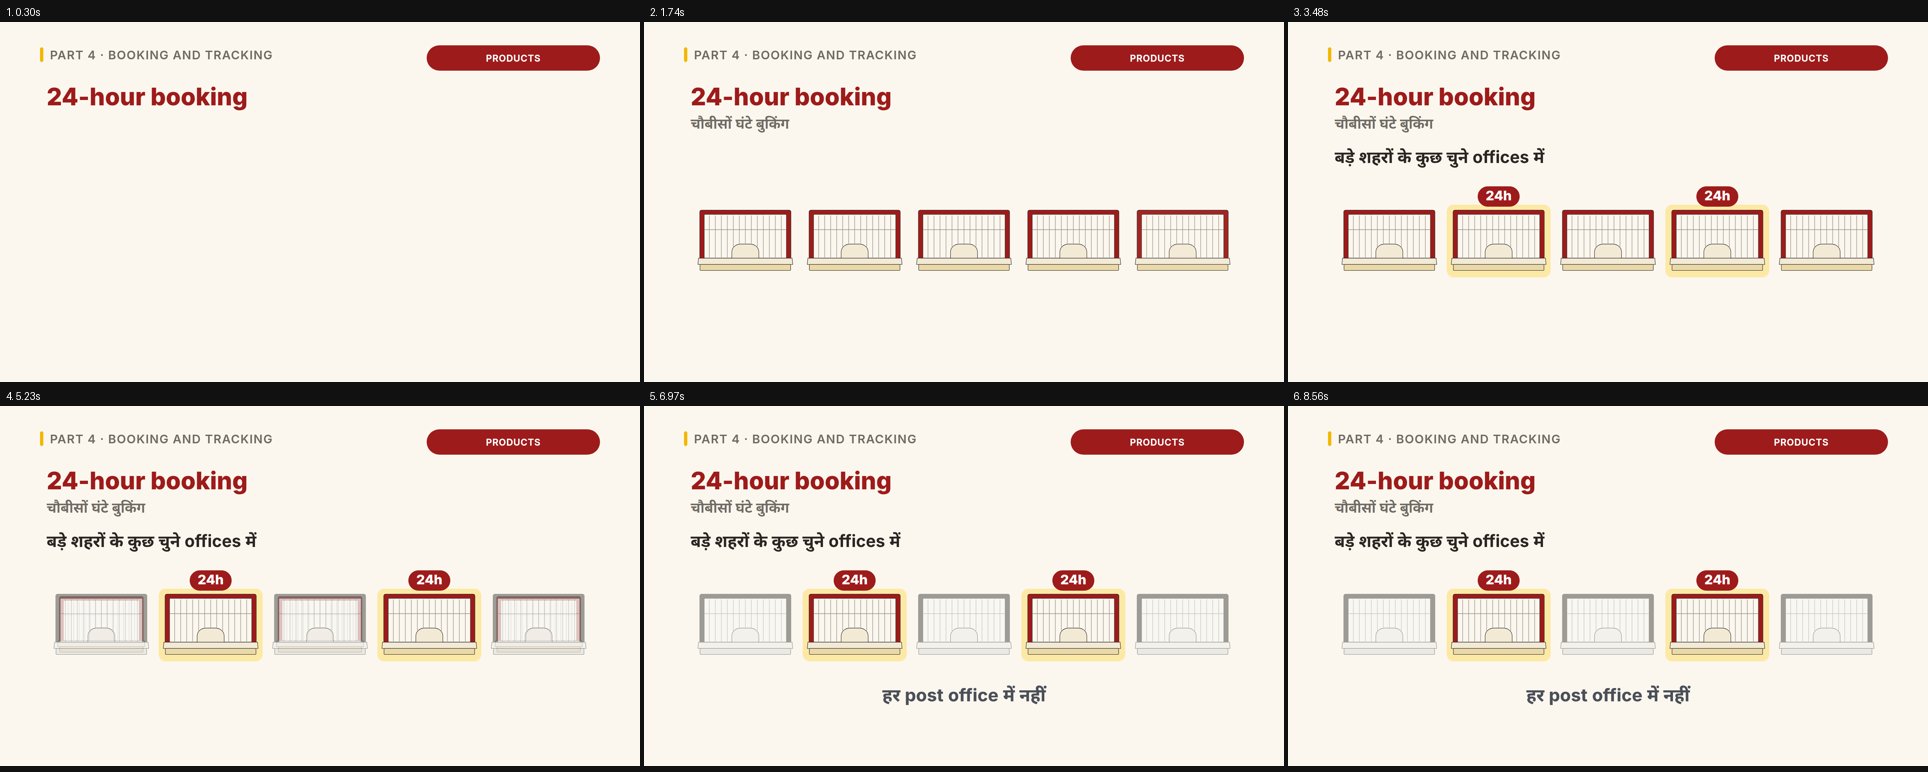 1. 0.30s
PART 4 · BOOKING AND TRACKING
PRODUCTS
24-hour booking
2. 1.74s
PART 4 · BOOKING AND TRACKING
PRODUCTS
24-hour booking
चौबीसों घंटे बुकिंग
3. 3.48s
PART 4 · BOOKING AND TRACKING
PRODUCTS
24-hour booking
चौबीसों घंटे बुकिंग
बड़े शहरों के कुछ चुने offices में
24h
24h
4. 5.23s
PART 4 · BOOKING AND TRACKING
PRODUCTS
24-hour booking
चौबीसों घंटे बुकिंग
बड़े शहरों के कुछ चुने offices में
24h
24h
5. 6.97s
PART 4 · BOOKING AND TRACKING
PRODUCTS
24-hour booking
चौबीसों घंटे बुकिंग
बड़े शहरों के कुछ चुने offices में
24h
24h
हर post office में नहीं
6. 8.56s
PART 4 · BOOKING AND TRACKING
PRODUCTS
24-hour booking
चौबीसों घंटे बुकिंग
बड़े शहरों के कुछ चुने offices में
24h
24h
हर post office में नहीं